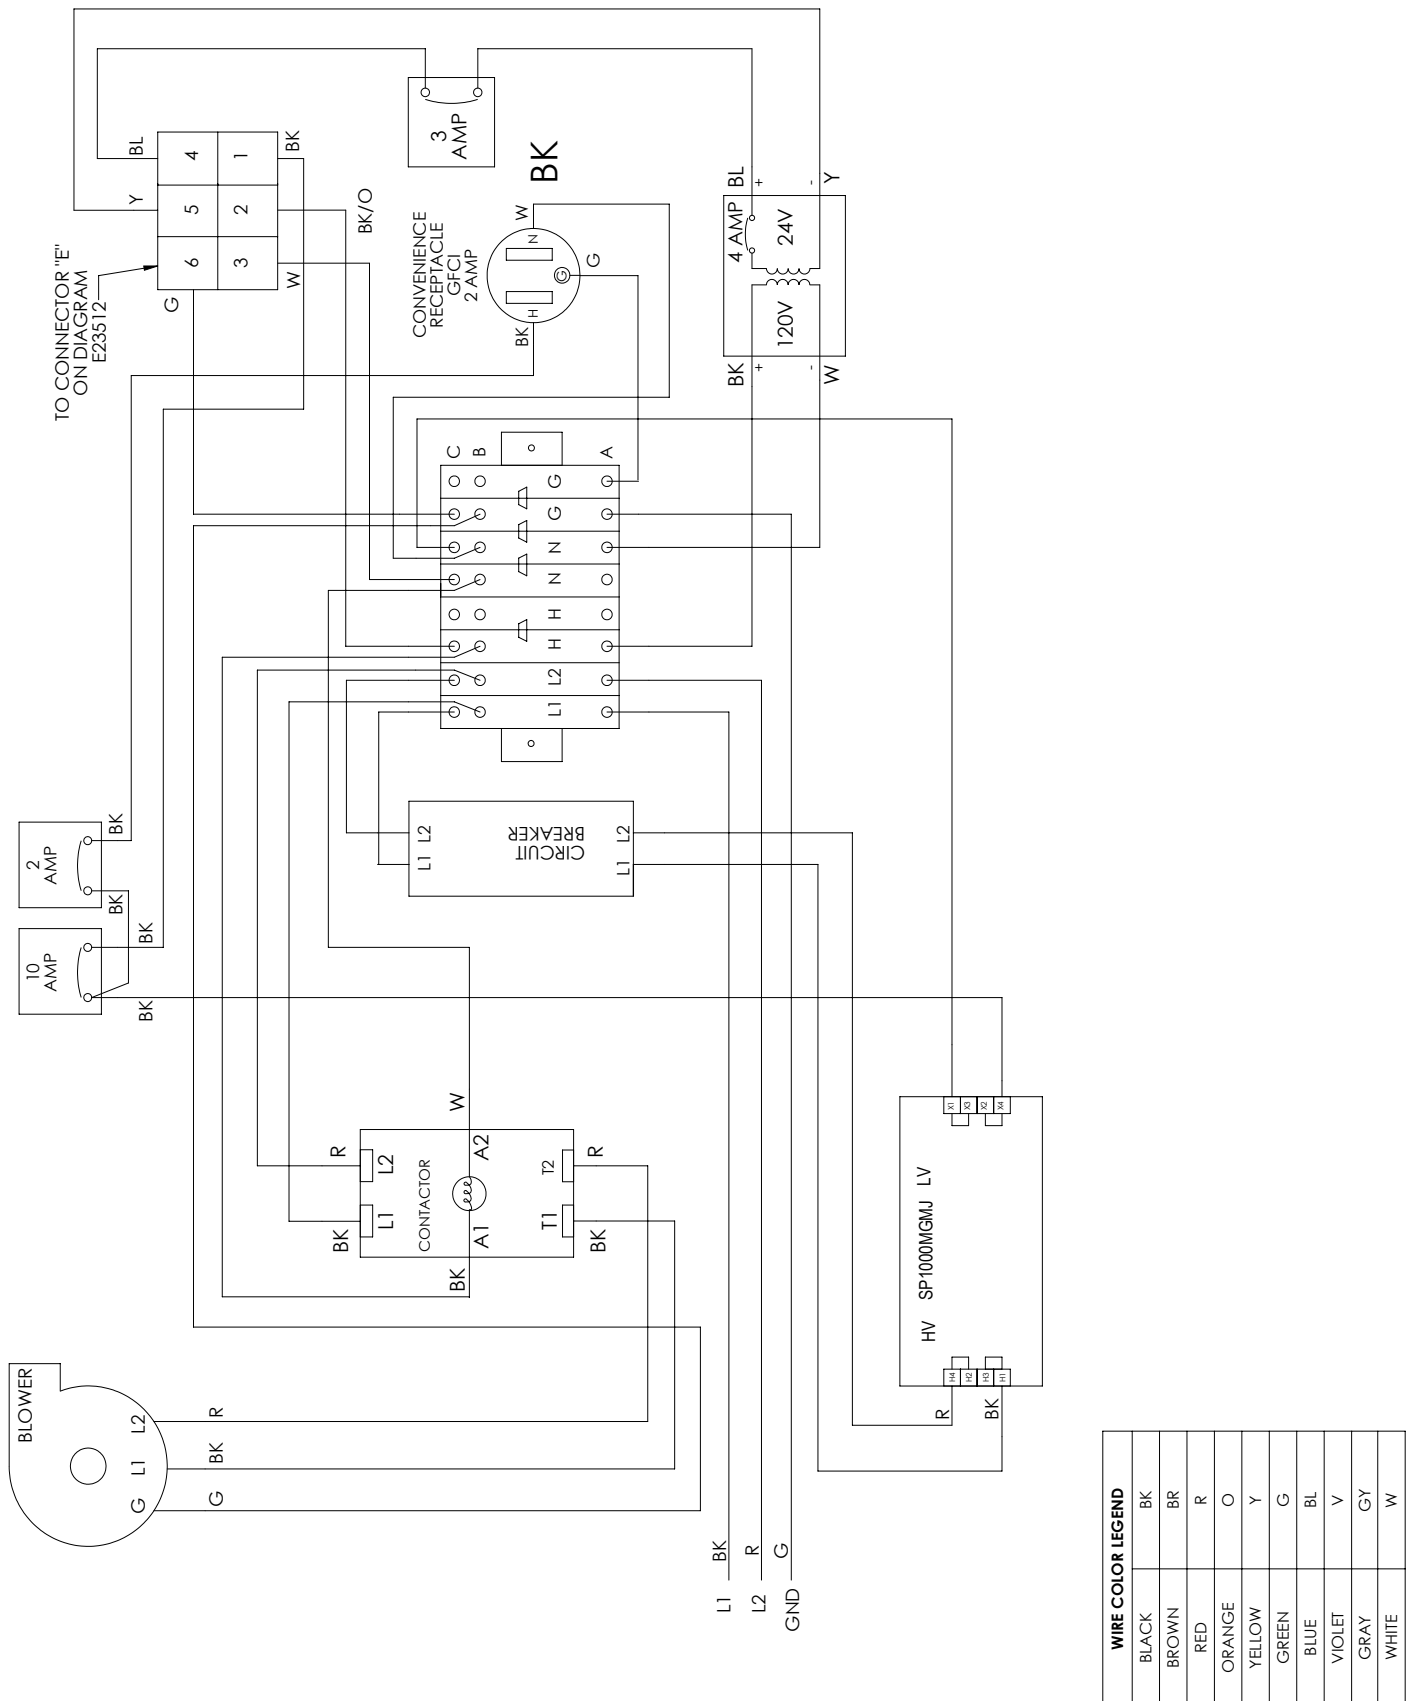 BL
Y
4
1
5
2
6
3
BK
BK/O
W
G
TO CONNECTOR "E"
ON DIAGRAM
E23512
3
AMP
BK
CONVENIENCE
RECEPTACLE
GFCI
2 AMP
W
N
G
G
H
BK
BL
+
-
Y
4 AMP
24V
120V
BK
+
-
W
C
B
A
G
G
N
N
H
H
L2
L1
2
AMP
BK
BK
10
AMP
BK
BK
L1 L2
CIRCUIT
BREAKER
L1 L2
W
R
BK
L2
L1
CONTACTOR
A2
A1
T2
T1
R
BK
BK
BLOWER
G L1 L2
R
BK
G
L1 BK
L2 R
GND G
HV SP1000MGMJ LV
X1
X3
X2
X4
H4
H2
H3
H1
R
BK
WIRE COLOR LEGEND
BLACK BK
BROWN BR
RED R
ORANGE O
YELLOW Y
GREEN G
BLUE BL
VIOLET V
GRAY GY
WHITE W